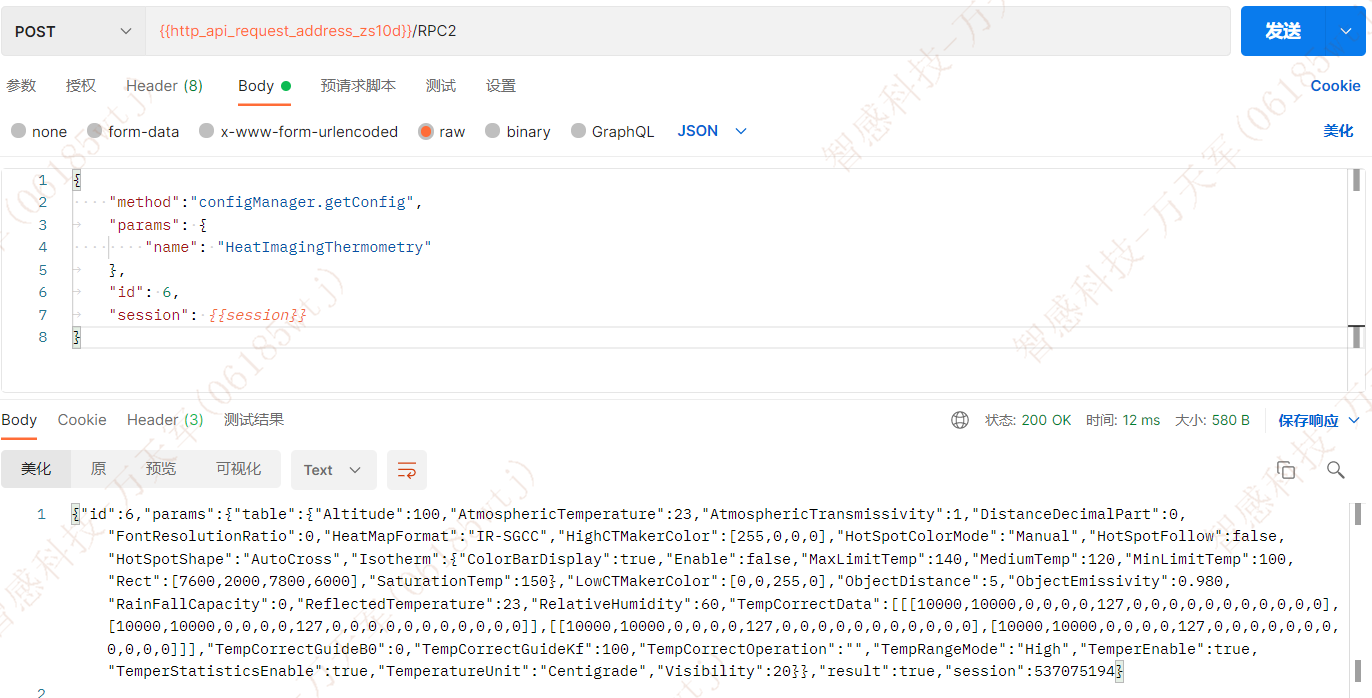 POST {{http_api_request_address_zs10d}}/RPC2 发送
参数 授权 Header (8) Body 预请求脚本 测试 设置 Cookie
none form-data x-www-form-urlencoded raw binary GraphQL JSON 美化
1 {
2 "method":"configManager.getConfig",
3 "params": {
4 "name": "HeatImagingThermometry"
5 },
6 "id": 6,
7 "session": {{session}}
8 }
Body Cookie Header (3) 测试结果 状态: 200 OK 时间: 12 ms 大小: 580 B 保存响应
美化 原 预览 可视化 Text
1 {"id":6,"params":{"table":{"Altitude":100,"AtmosphericTemperature":23,"AtmosphericTransmissivity":1,"DistanceDecimalPart":0,
"FontResolutionRatio":0,"HeatMapFormat":"IR-SGCC","HighCTMakerColor":[255,0,0,0],"HotSpotColorMode":"Manual","HotSpotFollow":false,
"HotSpotShape":"AutoCross","Isotherm":{"ColorBarDisplay":true,"Enable":false,"MaxLimitTemp":140,"MediumTemp":120,"MinLimitTemp":100,
"Rect":[7600,2000,7800,6000],"SaturationTemp":150},"LowCTMakerColor":[0,0,255,0],"ObjectDistance":5,"ObjectEmissivity":0.980,
"RainFallCapacity":0,"ReflectedTemperature":23,"RelativeHumidity":60,"TempCorrectData":[[[10000,10000,0,0,0,0,127,0,0,0,0,0,0,0,0,0,0,0],
[10000,10000,0,0,0,0,127,0,0,0,0,0,0,0,0,0,0,0]],[[10000,10000,0,0,0,0,127,0,0,0,0,0,0,0,0,0,0,0],[10000,10000,0,0,0,0,127,0,0,0,0,0,0,0,
0,0,0,0]]],"TempCorrectGuideB0":0,"TempCorrectGuideKf":100,"TempCorrectOperation":"","TempRangeMode":"High","TemperEnable":true,
"TemperStatisticsEnable":true,"TemperatureUnit":"Centigrade","Visibility":20}},"result":true,"session":537075194}
2
智感科技-万天军(06185wtj)